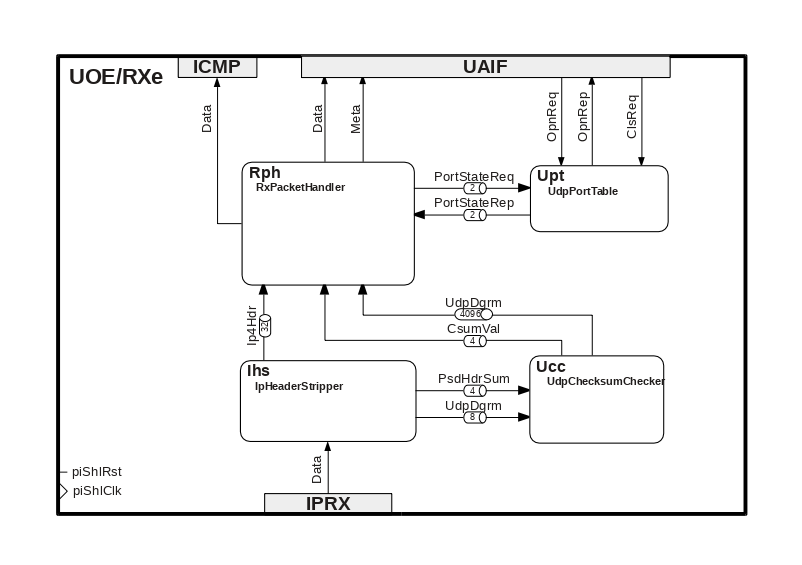 ICMP
UAIF
UOE/RXe
Data
Data
Meta
OpnReq
OpnRep
ClsReq
Rph
RxPacketHandler
PortStateReq
2
PortStateRep
2
Upt
UdpPortTable
UdpDgrm
4096
CsumVal
4
Ip4Hdr
32
Ihs
IpHeaderStripper
PsdHdrSum
4
UdpDgrm
8
Ucc
UdpChecksumChecker
Data
piShlRst
piShlClk
IPRX